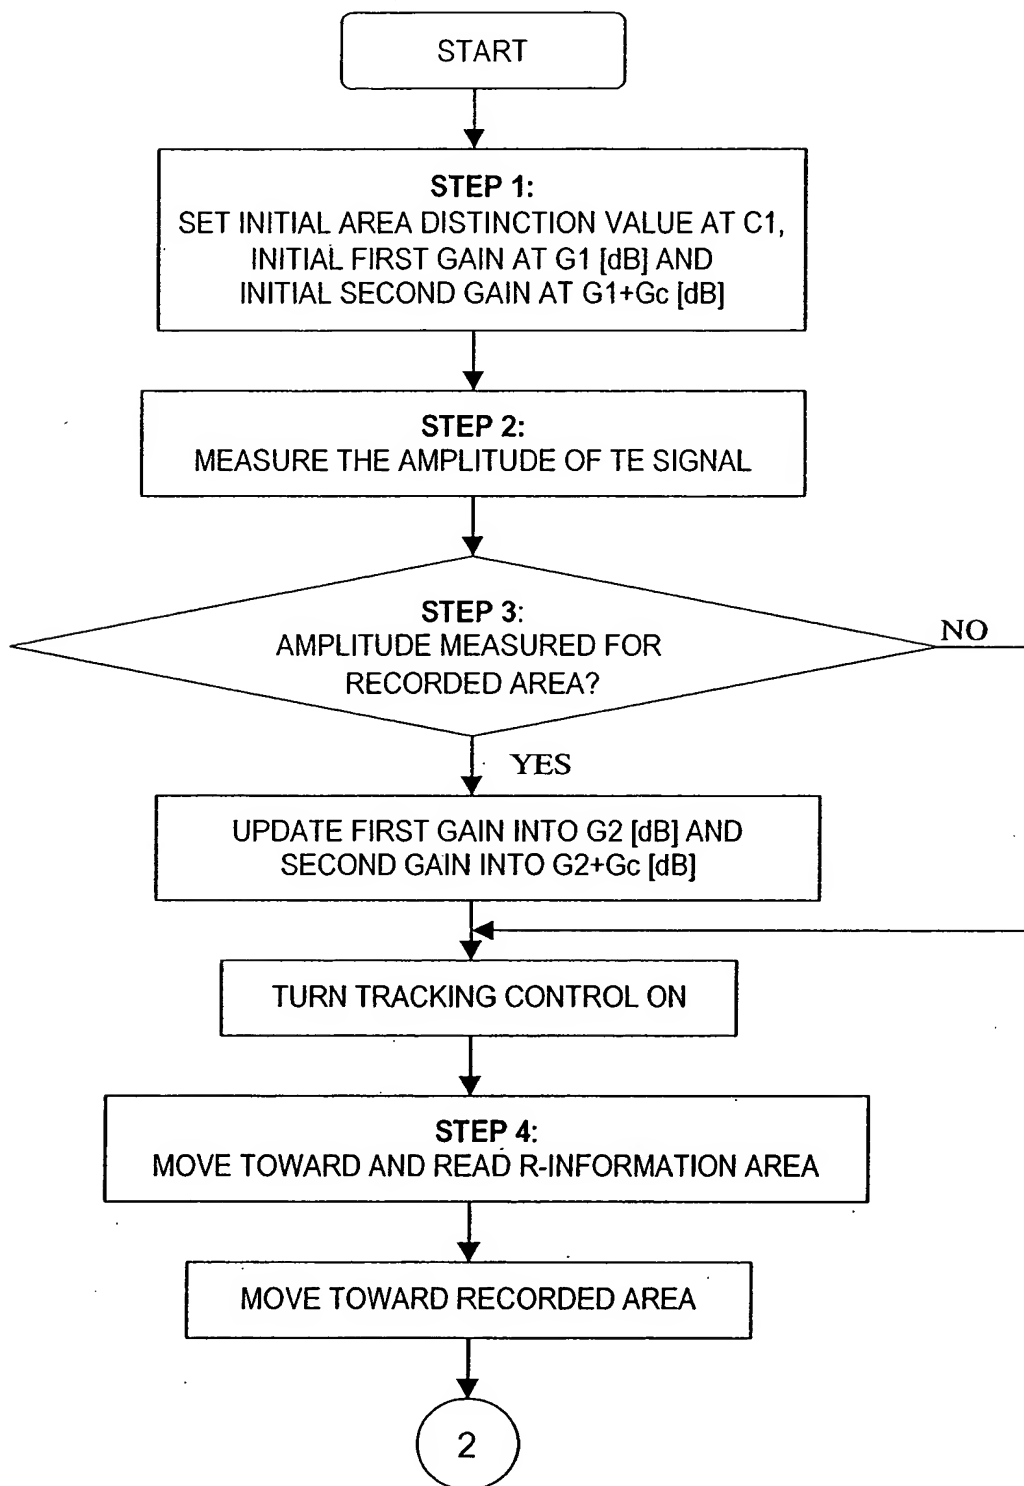 START
STEP 1:
SET INITIAL AREA DISTINCTION VALUE AT C1,
INITIAL FIRST GAIN AT G1 [dB] AND
INITIAL SECOND GAIN AT G1+Gc [dB]
STEP 2:
MEASURE THE AMPLITUDE OF TE SIGNAL
STEP 3:
AMPLITUDE MEASURED FOR
RECORDED AREA?
NO
YES
UPDATE FIRST GAIN INTO G2 [dB] AND
SECOND GAIN INTO G2+Gc [dB]
TURN TRACKING CONTROL ON
STEP 4:
MOVE TOWARD AND READ R-INFORMATION AREA
MOVE TOWARD RECORDED AREA
2